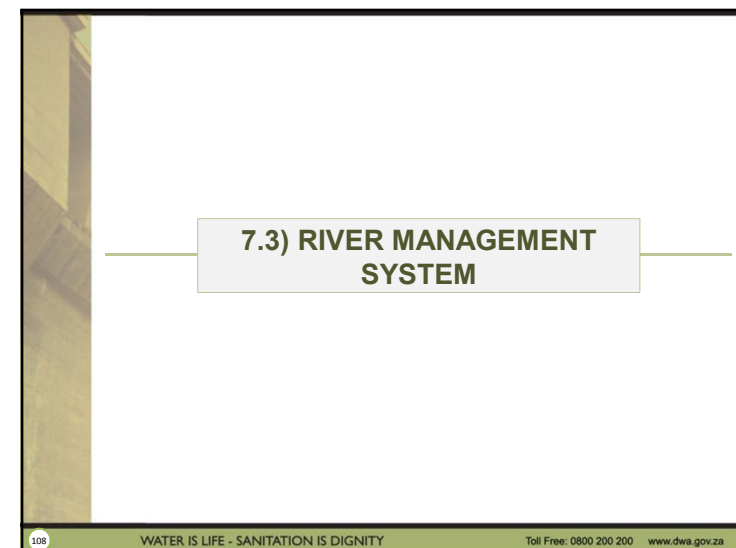 7.3) RIVER MANAGEMENT
SYSTEM
108
WATER IS LIFE - SANITATION IS DIGNITY
Toll Free: 0800 200 200 www.dwa.gov.za